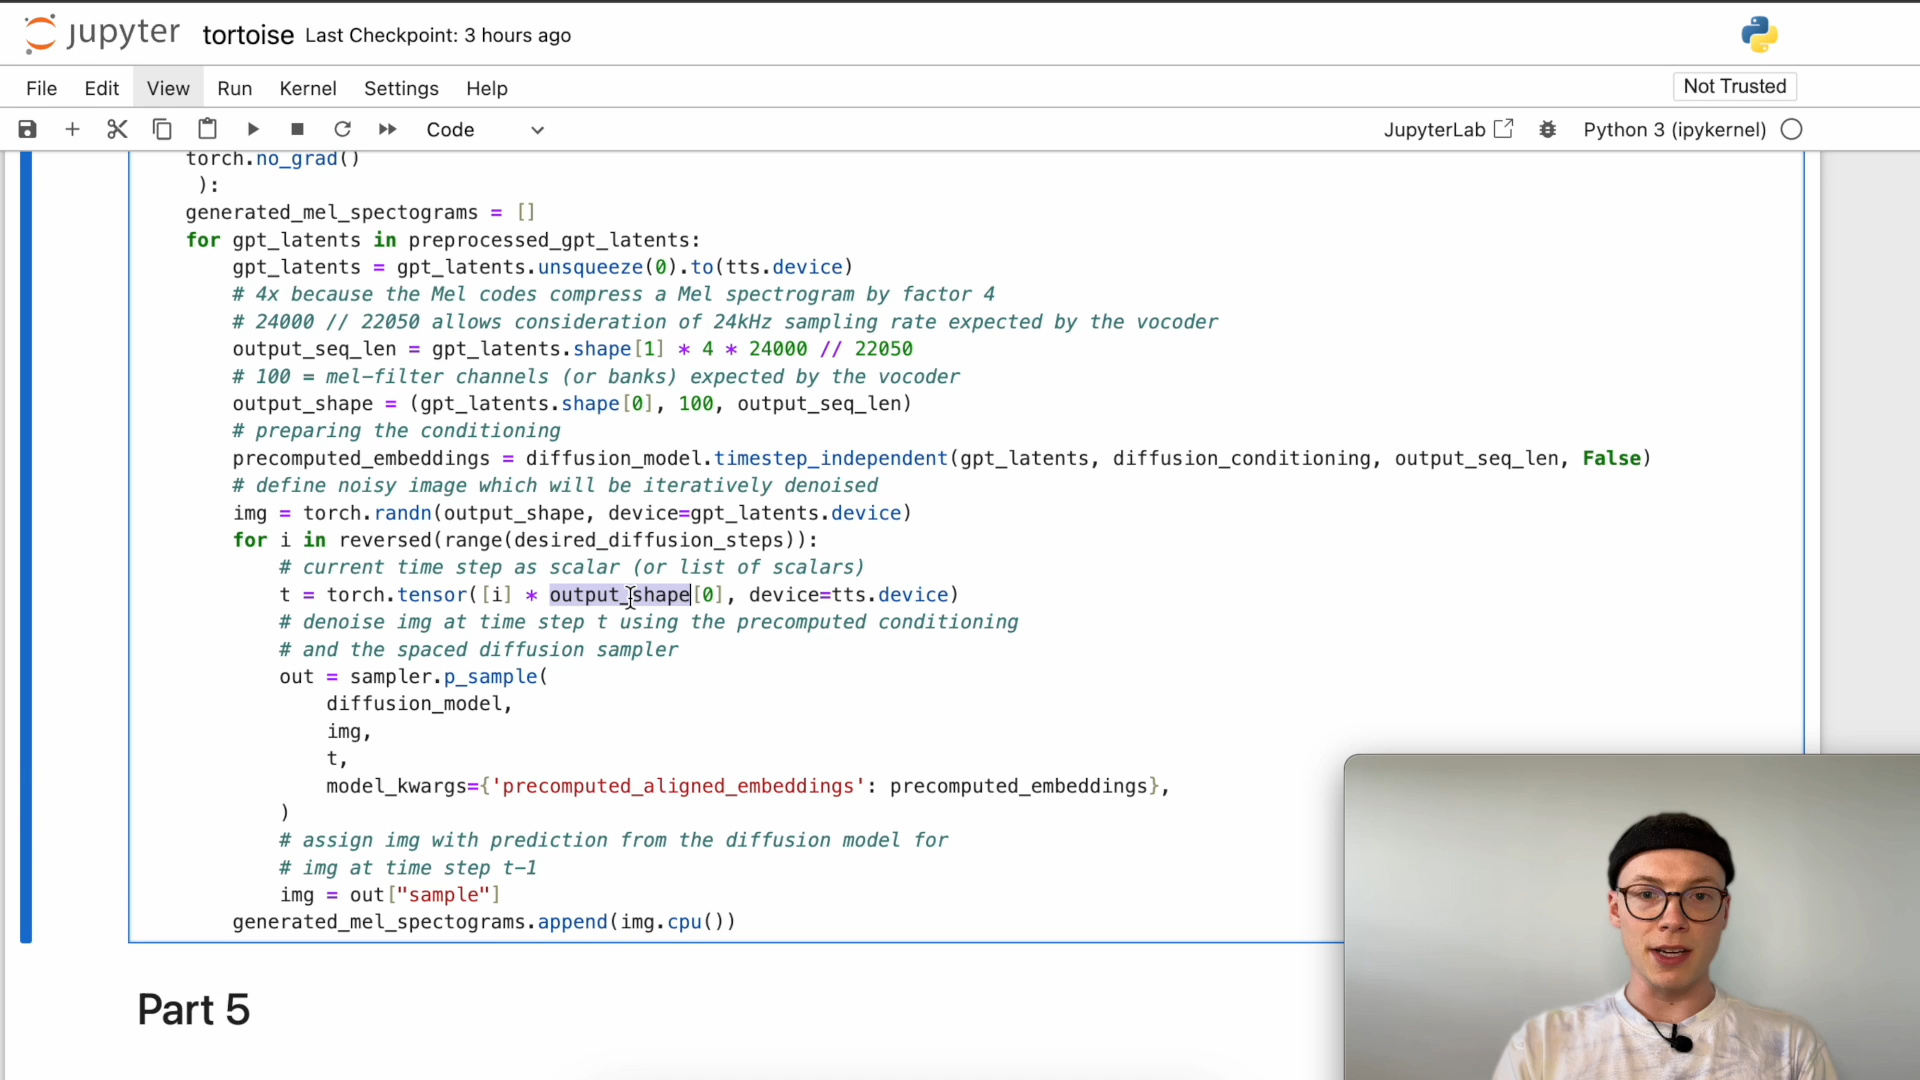 jupyter tortoise Last Checkpoint: 3 hours ago
File Edit View Run Kernel Settings Help Not Trusted
Code JupyterLab Python 3 (ipykernel)
torch.no_grad()
):
generated_mel_spectograms = []
for gpt_latents in preprocessed_gpt_latents:
gpt_latents = gpt_latents.unsqueeze(0).to(tts.device)
# 4x because the Mel codes compress a Mel spectrogram by factor 4
# 24000 // 22050 allows consideration of 24kHz sampling rate expected by the vocoder
output_seq_len = gpt_latents.shape[1] * 4 * 24000 // 22050
# 100 = mel-filter channels (or banks) expected by the vocoder
output_shape = (gpt_latents.shape[0], 100, output_seq_len)
# preparing the conditioning
precomputed_embeddings = diffusion_model.timestep_independent(gpt_latents, diffusion_conditioning, output_seq_len, False)
# define noisy image which will be iteratively denoised
img = torch.randn(output_shape, device=gpt_latents.device)
for i in reversed(range(desired_diffusion_steps)):
# current time step as scalar (or list of scalars)
t = torch.tensor([i] * output_shape[0], device=tts.device)
# denoise img at time step t using the precomputed conditioning
# and the spaced diffusion sampler
out = sampler.p_sample(
diffusion_model,
img,
t,
model_kwargs={'precomputed_aligned_embeddings': precomputed_embeddings},
)
# assign img with prediction from the diffusion model for
# img at time step t-1
img = out["sample"]
generated_mel_spectograms.append(img.cpu())
Part 5